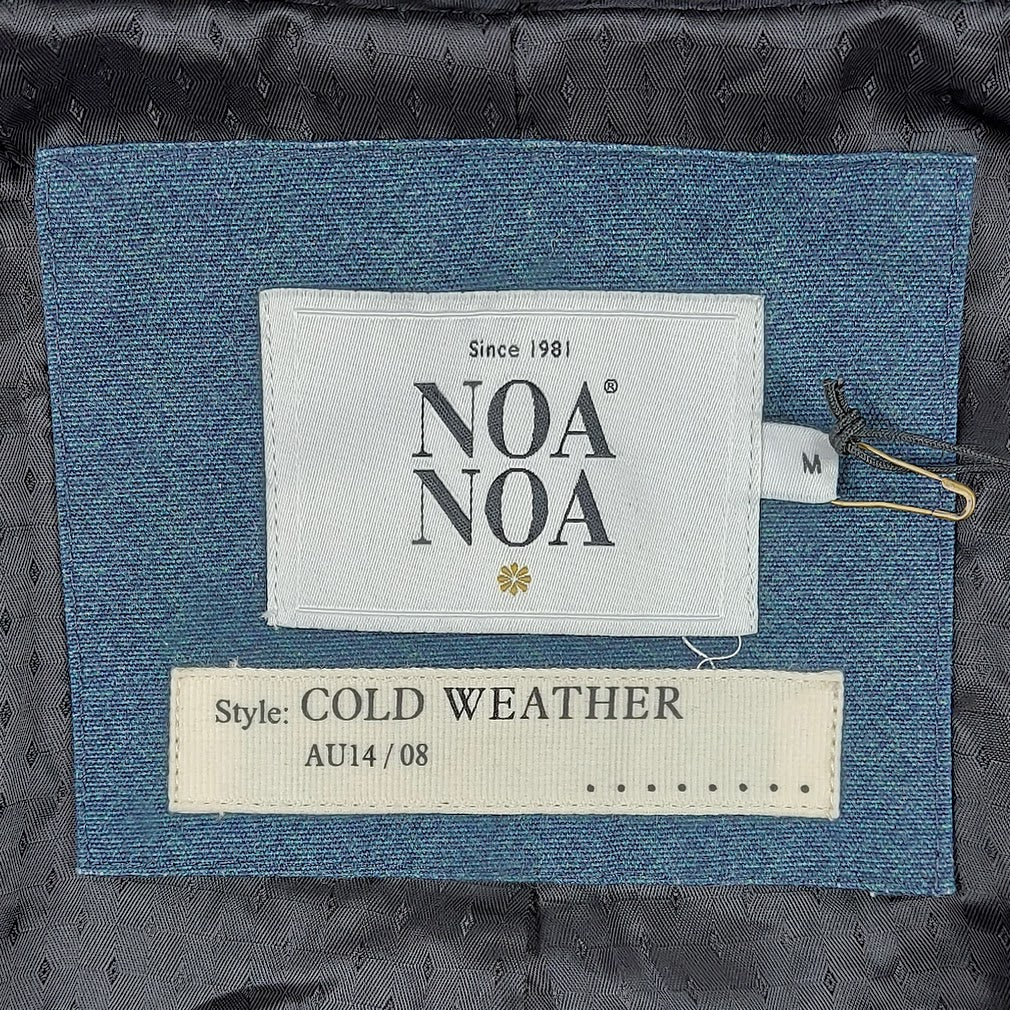 Since 1981
NOA®
NOA
M
Style: COLD WEATHER
AU14 / 08